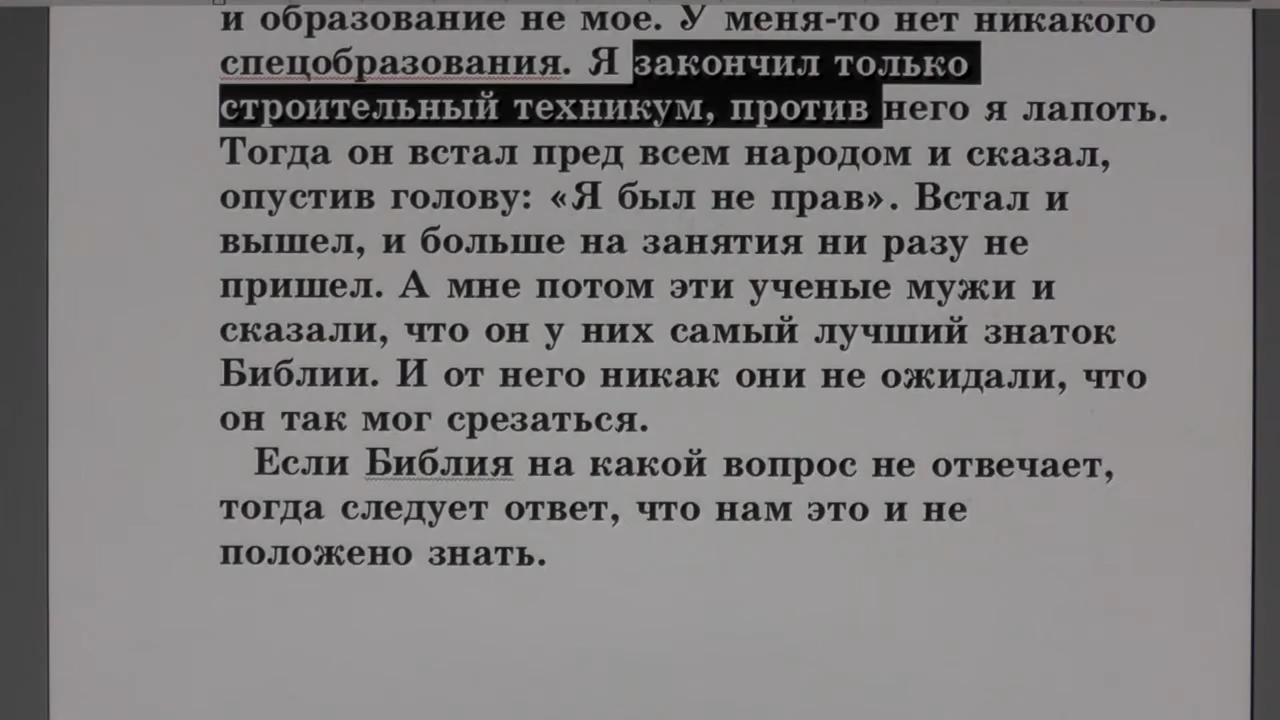 и образование не мое. У меня-то нет никакого
спецобразования. Я закончил только
строительный техникум, против него я лапоть.
Тогда он встал пред всем народом и сказал,
опустив голову: «Я был не прав». Встал и
вышел, и больше на занятия ни разу не
пришел. А мне потом эти ученые мужи и
сказали, что он у них самый лучший знаток
Библии. И от него никак они не ожидали, что
он так мог срезаться.
Если Библия на какой вопрос не отвечает,
тогда следует ответ, что нам это и не
положено знать.